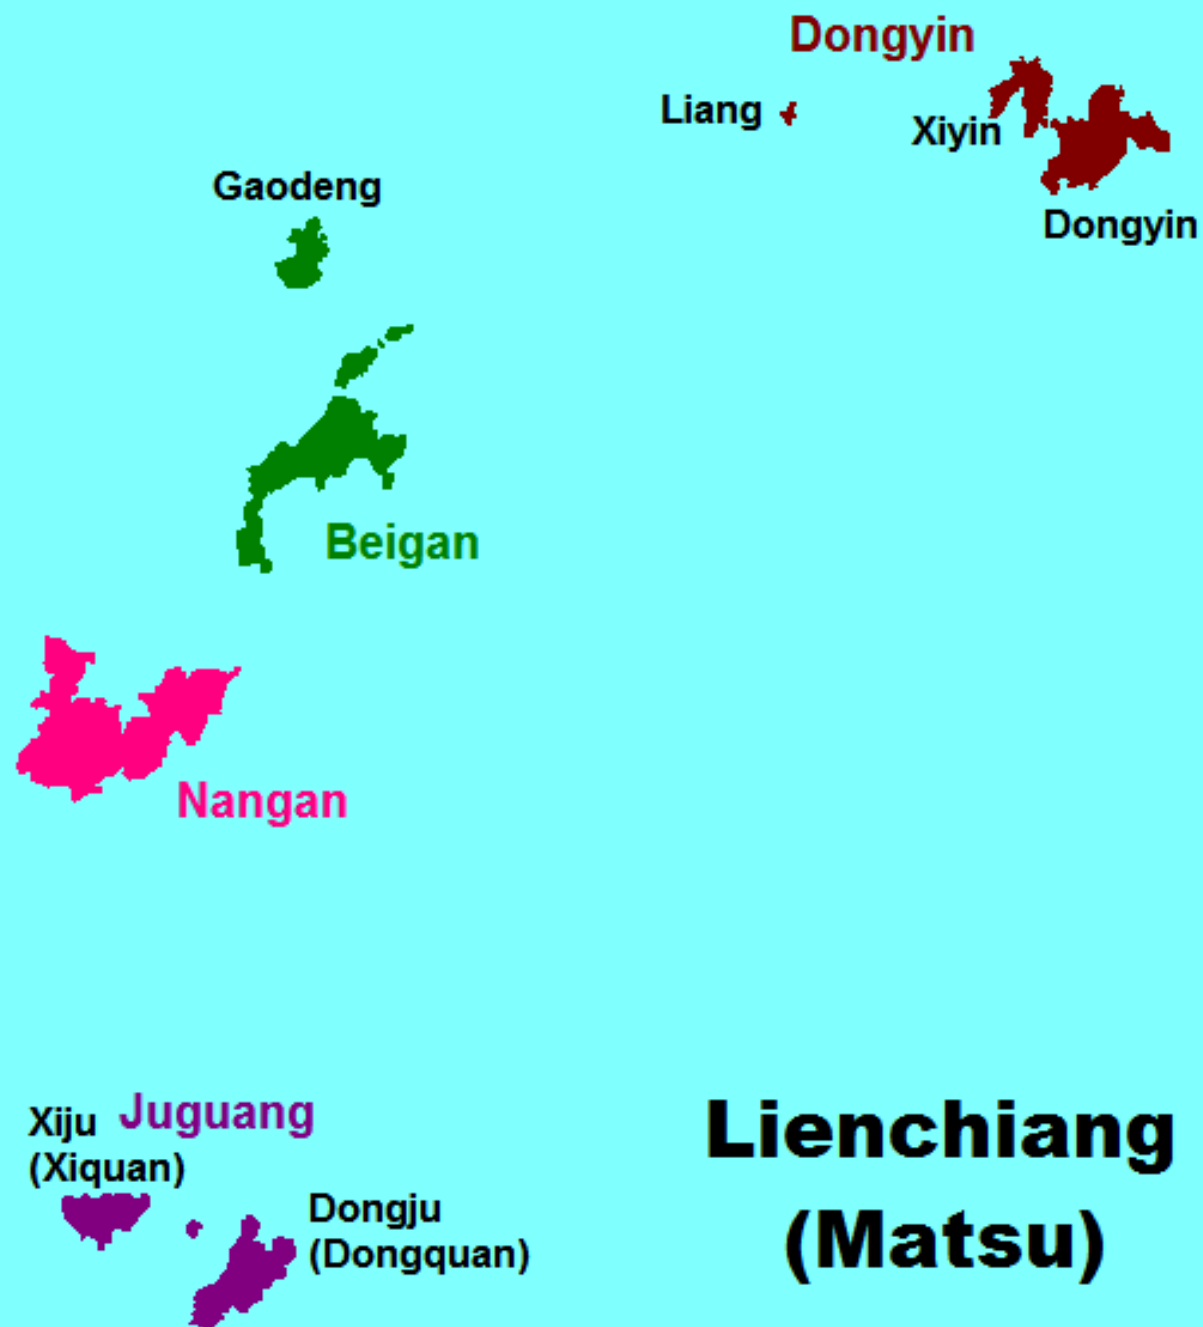 Dongyin
Liang
Xiyin
Gaodeng
Dongyin
Beigan
Nangan
Xiju
(Xiquan)
Juguang
Dongju
(Dongquan)
Lienchiang
(Matsu)